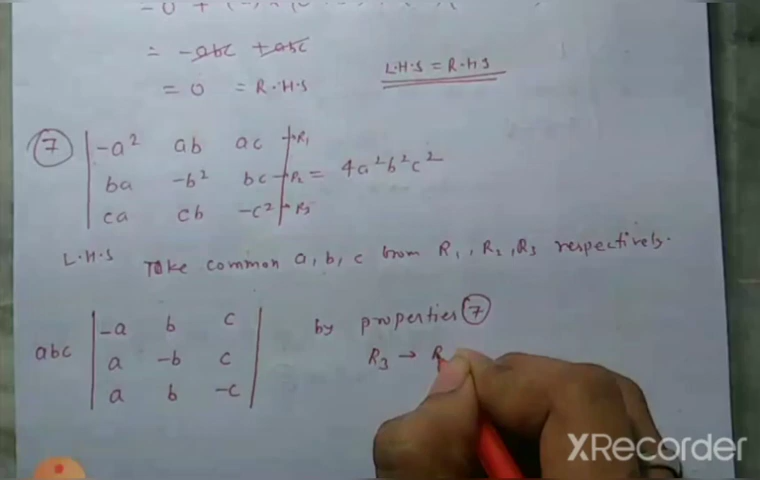 = -abc + abc
= 0 = R.H.S
L.H.S = R.H.S
7 | -a² ab ac | → R₁
| ba -b² bc | → R₂ = 4a²b²c²
| ca cb -c² | → R₃
L.H.S Take common a, b, c from R₁, R₂, R₃ respectively.
| -a b c | by properties 7
abc | a -b c | R₃ → R
| a b -c |
XRecorder